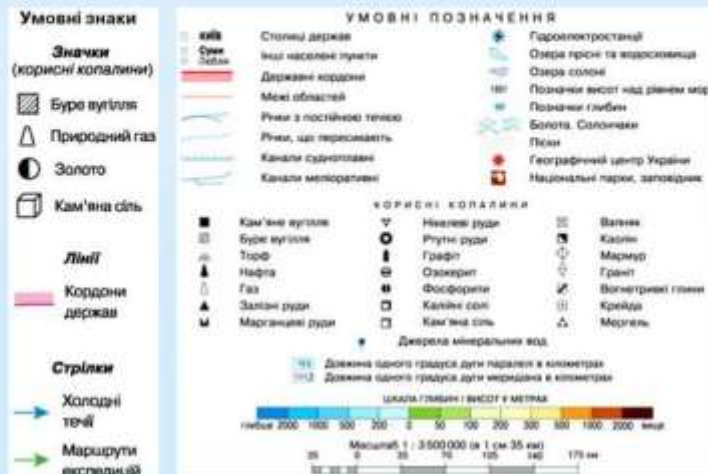 Умовні знаки
Значки
(корисні копалини)
Буре вугілля
Природний газ
Золото
Кам'яна сіль
Лінії
Кордони
держав
Стрілки
Холодні
течії
Маршрути
експедицій
УМОВНІ ПОЗНАЧЕННЯ
КИЇВ Столиці держав
Суми
Інші населені пункти
Державні кордони
Межі областей
Річки з постійною течією
Річки, що пересихають
Канали судноплавні
Канали меліоративні
Гідроелектростанції
Озера прісні та водосховища
Озера солоні
Позначки висот над рівнем мор
Позначки глибин
Болота. Солончаки
Піски
Географічний центр України
Національні парки, заповідник
КОРИСНІ КОПАЛИНИ
Кам'яне вугілля
Буре вугілля
Торф
Нафта
Газ
Залізні руди
Марганцеві руди
Нікелеві руди
Ртутні руди
Графіт
Озокерит
Фосфорити
Калійні солі
Кам'яна сіль
Вапняк
Каолін
Мармур
Граніт
Вогнетривкі глини
Крейда
Мергель
Джерела мінеральних вод
Довжина одного градуса дуги паралелі в кілометрах
Довжина одного градуса дуги меридіана в кілометрах
ШКАЛА ГЛИБИН І ВИСОТ У МЕТРАХ
глибше 2000 1000 500 200 0 50 100 200 300 500 1000 2000 вище
Масштаб 1 : 3 500 000 (в 1 см 35 км)
35 0 35 70 105 140 175 км